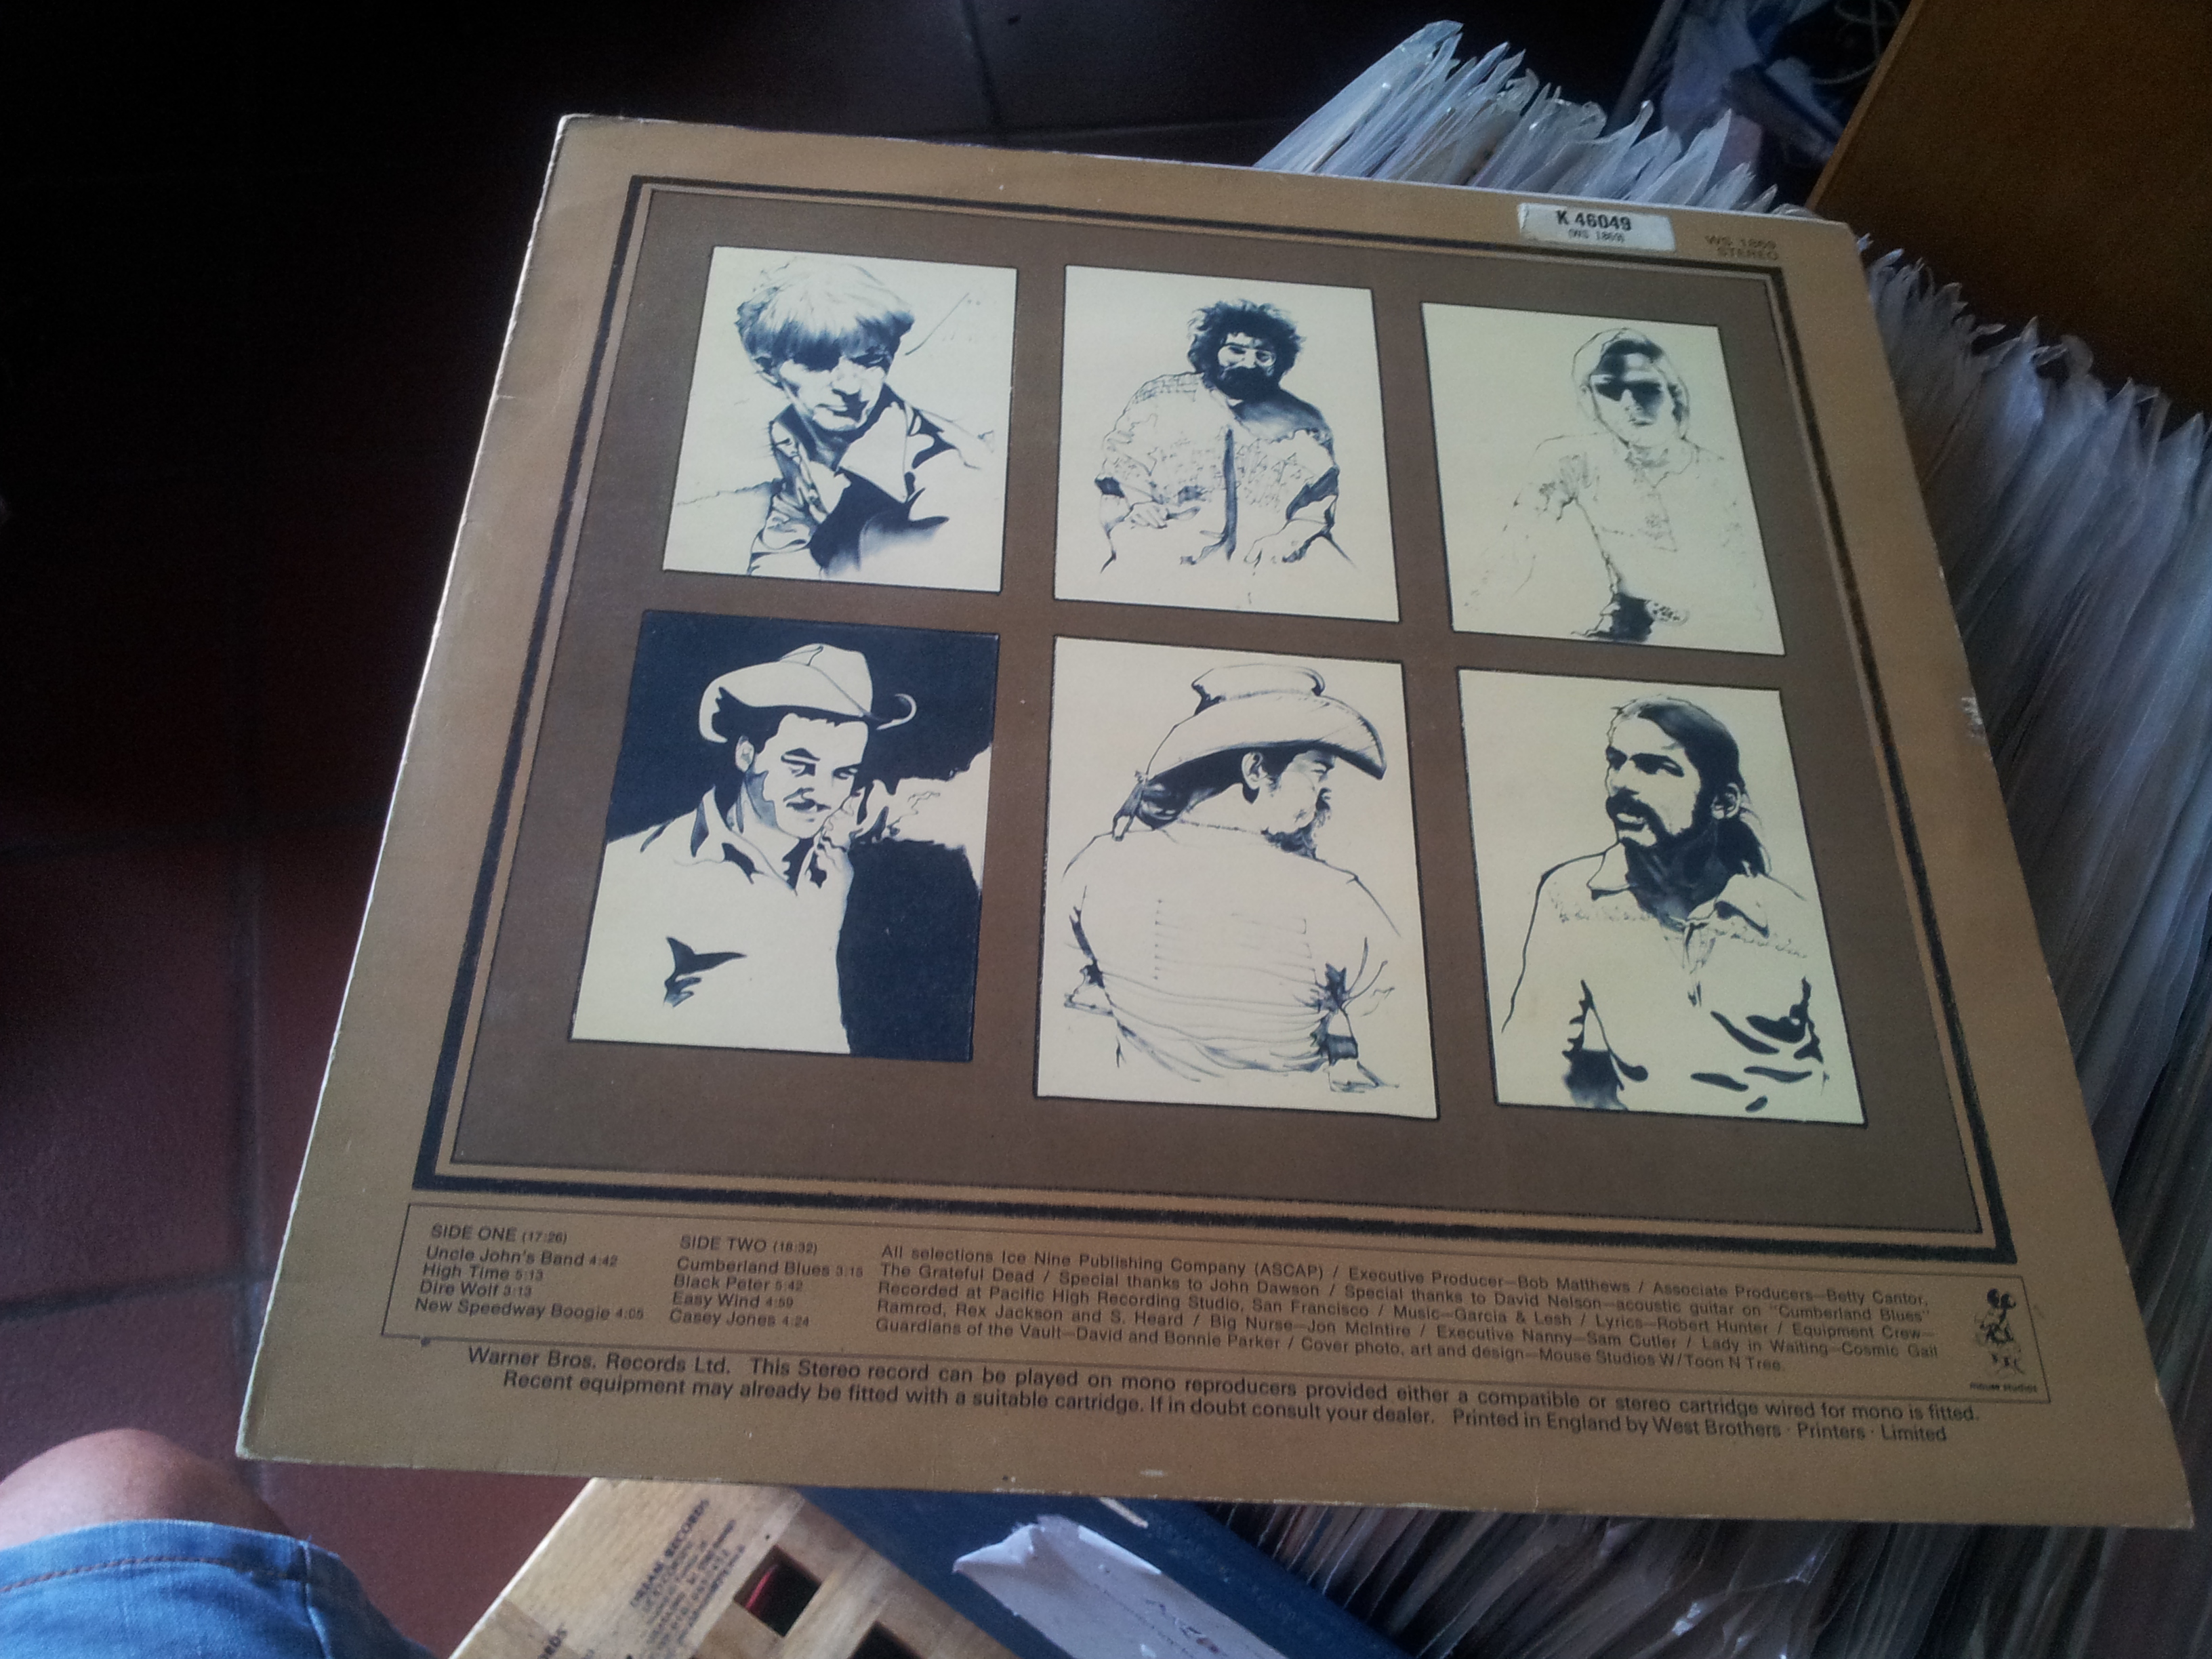 K 46049
(WS 1869)
WS 1869
STEREO
SIDE ONE (17:26)
Uncle John's Band 4:42
High Time 5:13
Dire Wolf 3:13
New Speedway Boogie 4:05
SIDE TWO (18:32)
Cumberland Blues 3:15
Black Peter 5:42
Easy Wind 4:59
Casey Jones 4:24
All selections Ice Nine Publishing Company (ASCAP) / Executive Producer—Bob Matthews / Associate Producers—Betty Cantor,
The Grateful Dead / Special thanks to John Dawson / Special thanks to David Nelson—acoustic guitar on "Cumberland Blues"
Recorded at Pacific High Recording Studio, San Francisco / Music—Garcia & Lesh / Lyrics—Robert Hunter / Equipment Crew—
Ramrod, Rex Jackson and S. Heard / Big Nurse—Jon McIntire / Executive Nanny—Sam Cutler / Lady in Waiting—Cosmic Gail
Guardians of the Vault—David and Bonnie Parker / Cover photo, art and design—Mouse Studios W/Toon N Tree.
mouse studios
Warner Bros. Records Ltd. This Stereo record can be played on mono reproducers provided either a compatible or stereo cartridge wired for mono is fitted.
Recent equipment may already be fitted with a suitable cartridge. If in doubt consult your dealer. Printed in England by West Brothers · Printers · Limited